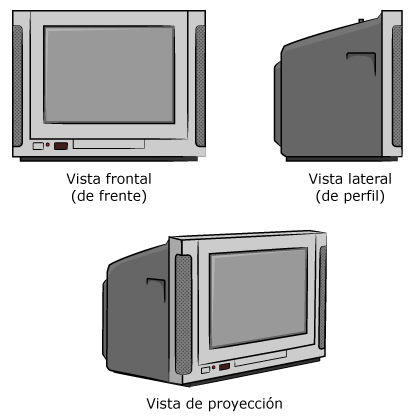 Vista frontal
(de frente)
Vista lateral
(de perfil)
Vista de proyección